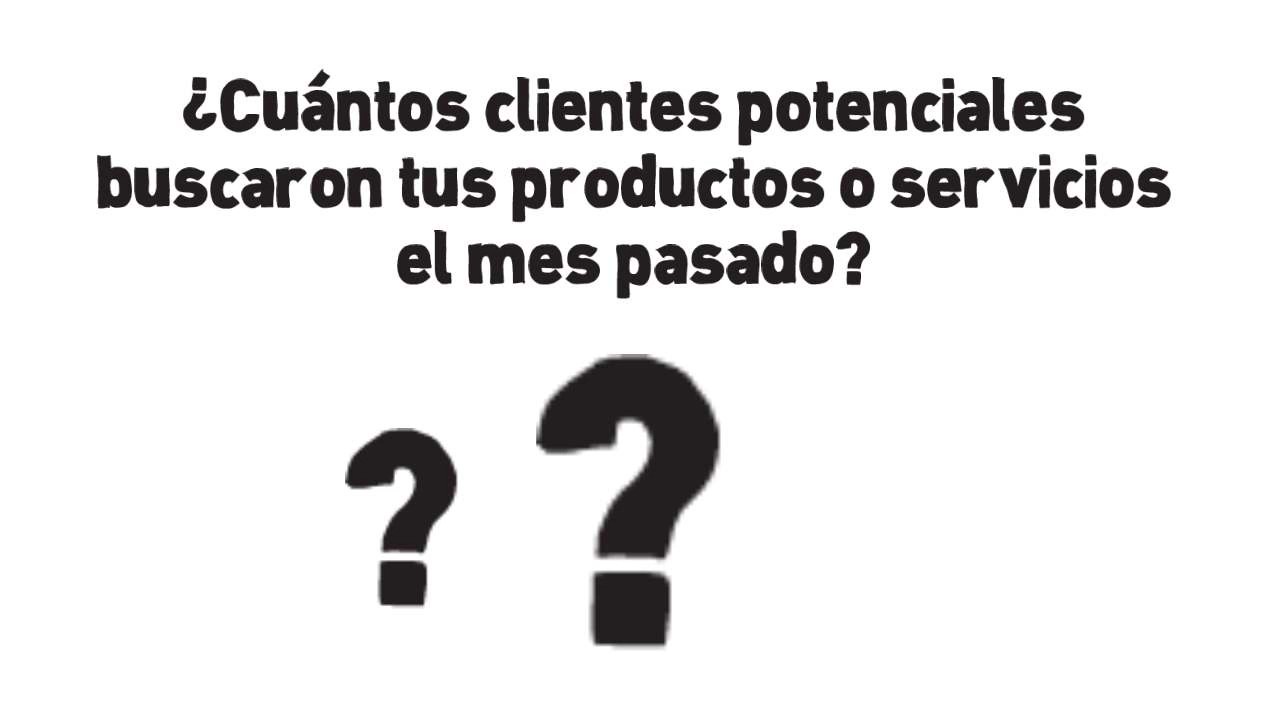 ¿Cuántos clientes potenciales
buscaron tus productos o servicios
el mes pasado?
? ?